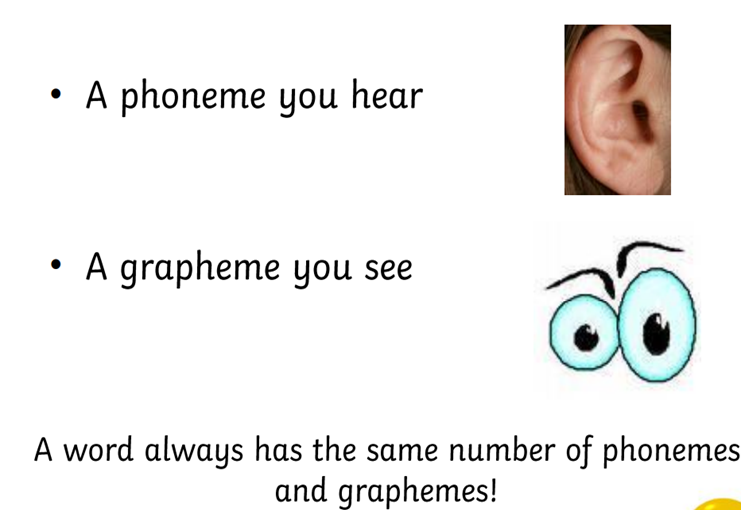 • A phoneme you hear
• A grapheme you see
A word always has the same number of phonemes
and graphemes!